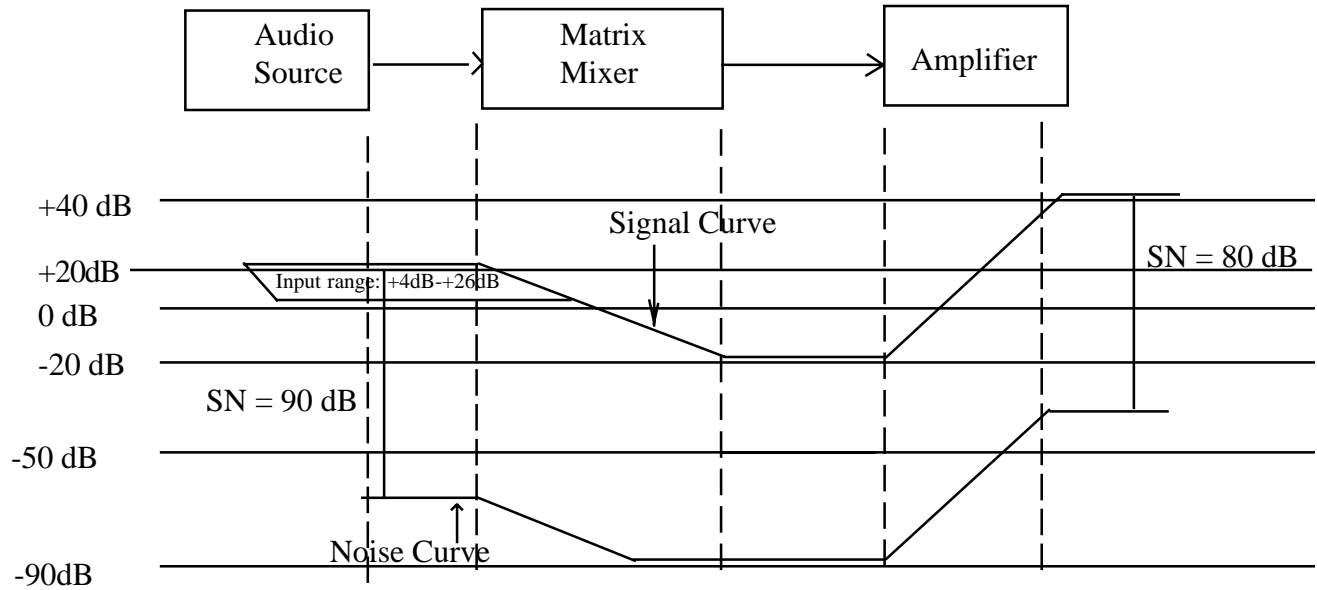 Audio
Source
Matrix
Mixer
Amplifier
+40 dB
Signal Curve
+20dB
SN = 80 dB
Input range: +4dB-+26dB
0 dB
-20 dB
SN = 90 dB
-50 dB
Noise Curve
-90dB